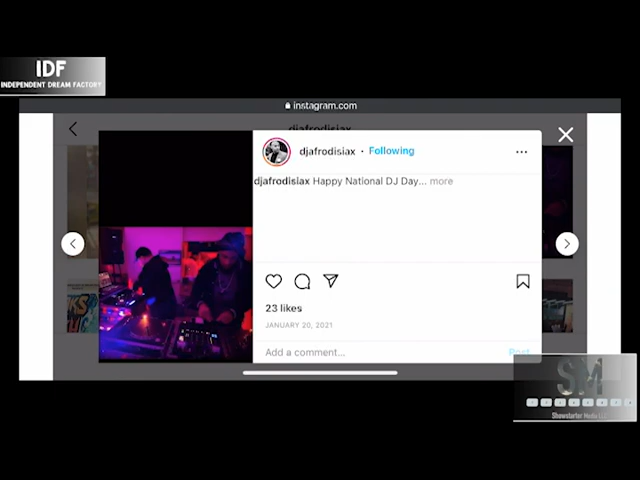 IDF
INDEPENDENT DREAM FACTORY
instagram.com
djafrodisiax
djafrodisiax • Following
djafrodisiax Happy National DJ Day... more
23 likes
JANUARY 20, 2021
Add a comment...
Post
SM
Showstarter Media LLC